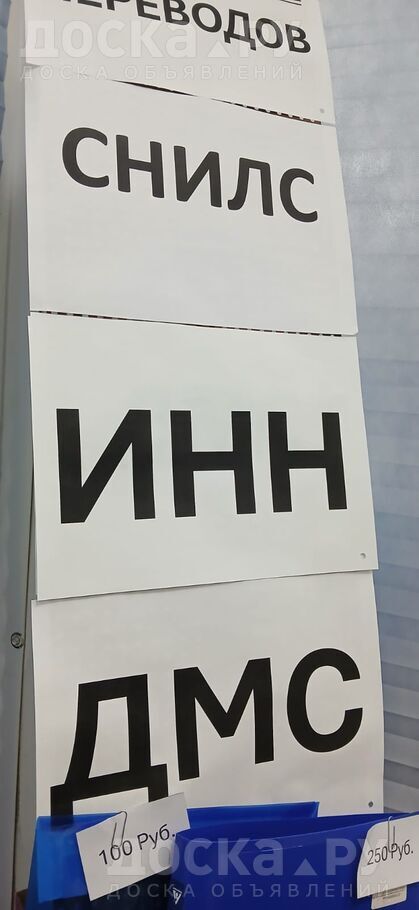 ПЕРЕВОДОВ
ДОСКА.РУ
ДОСКА ОБЪЯВЛЕНИЙ
СНИЛС
ИНН
ДМС
100 Руб.
250 Руб.
ДОСКА.РУ
ДОСКА ОБЪЯВЛЕНИЙ